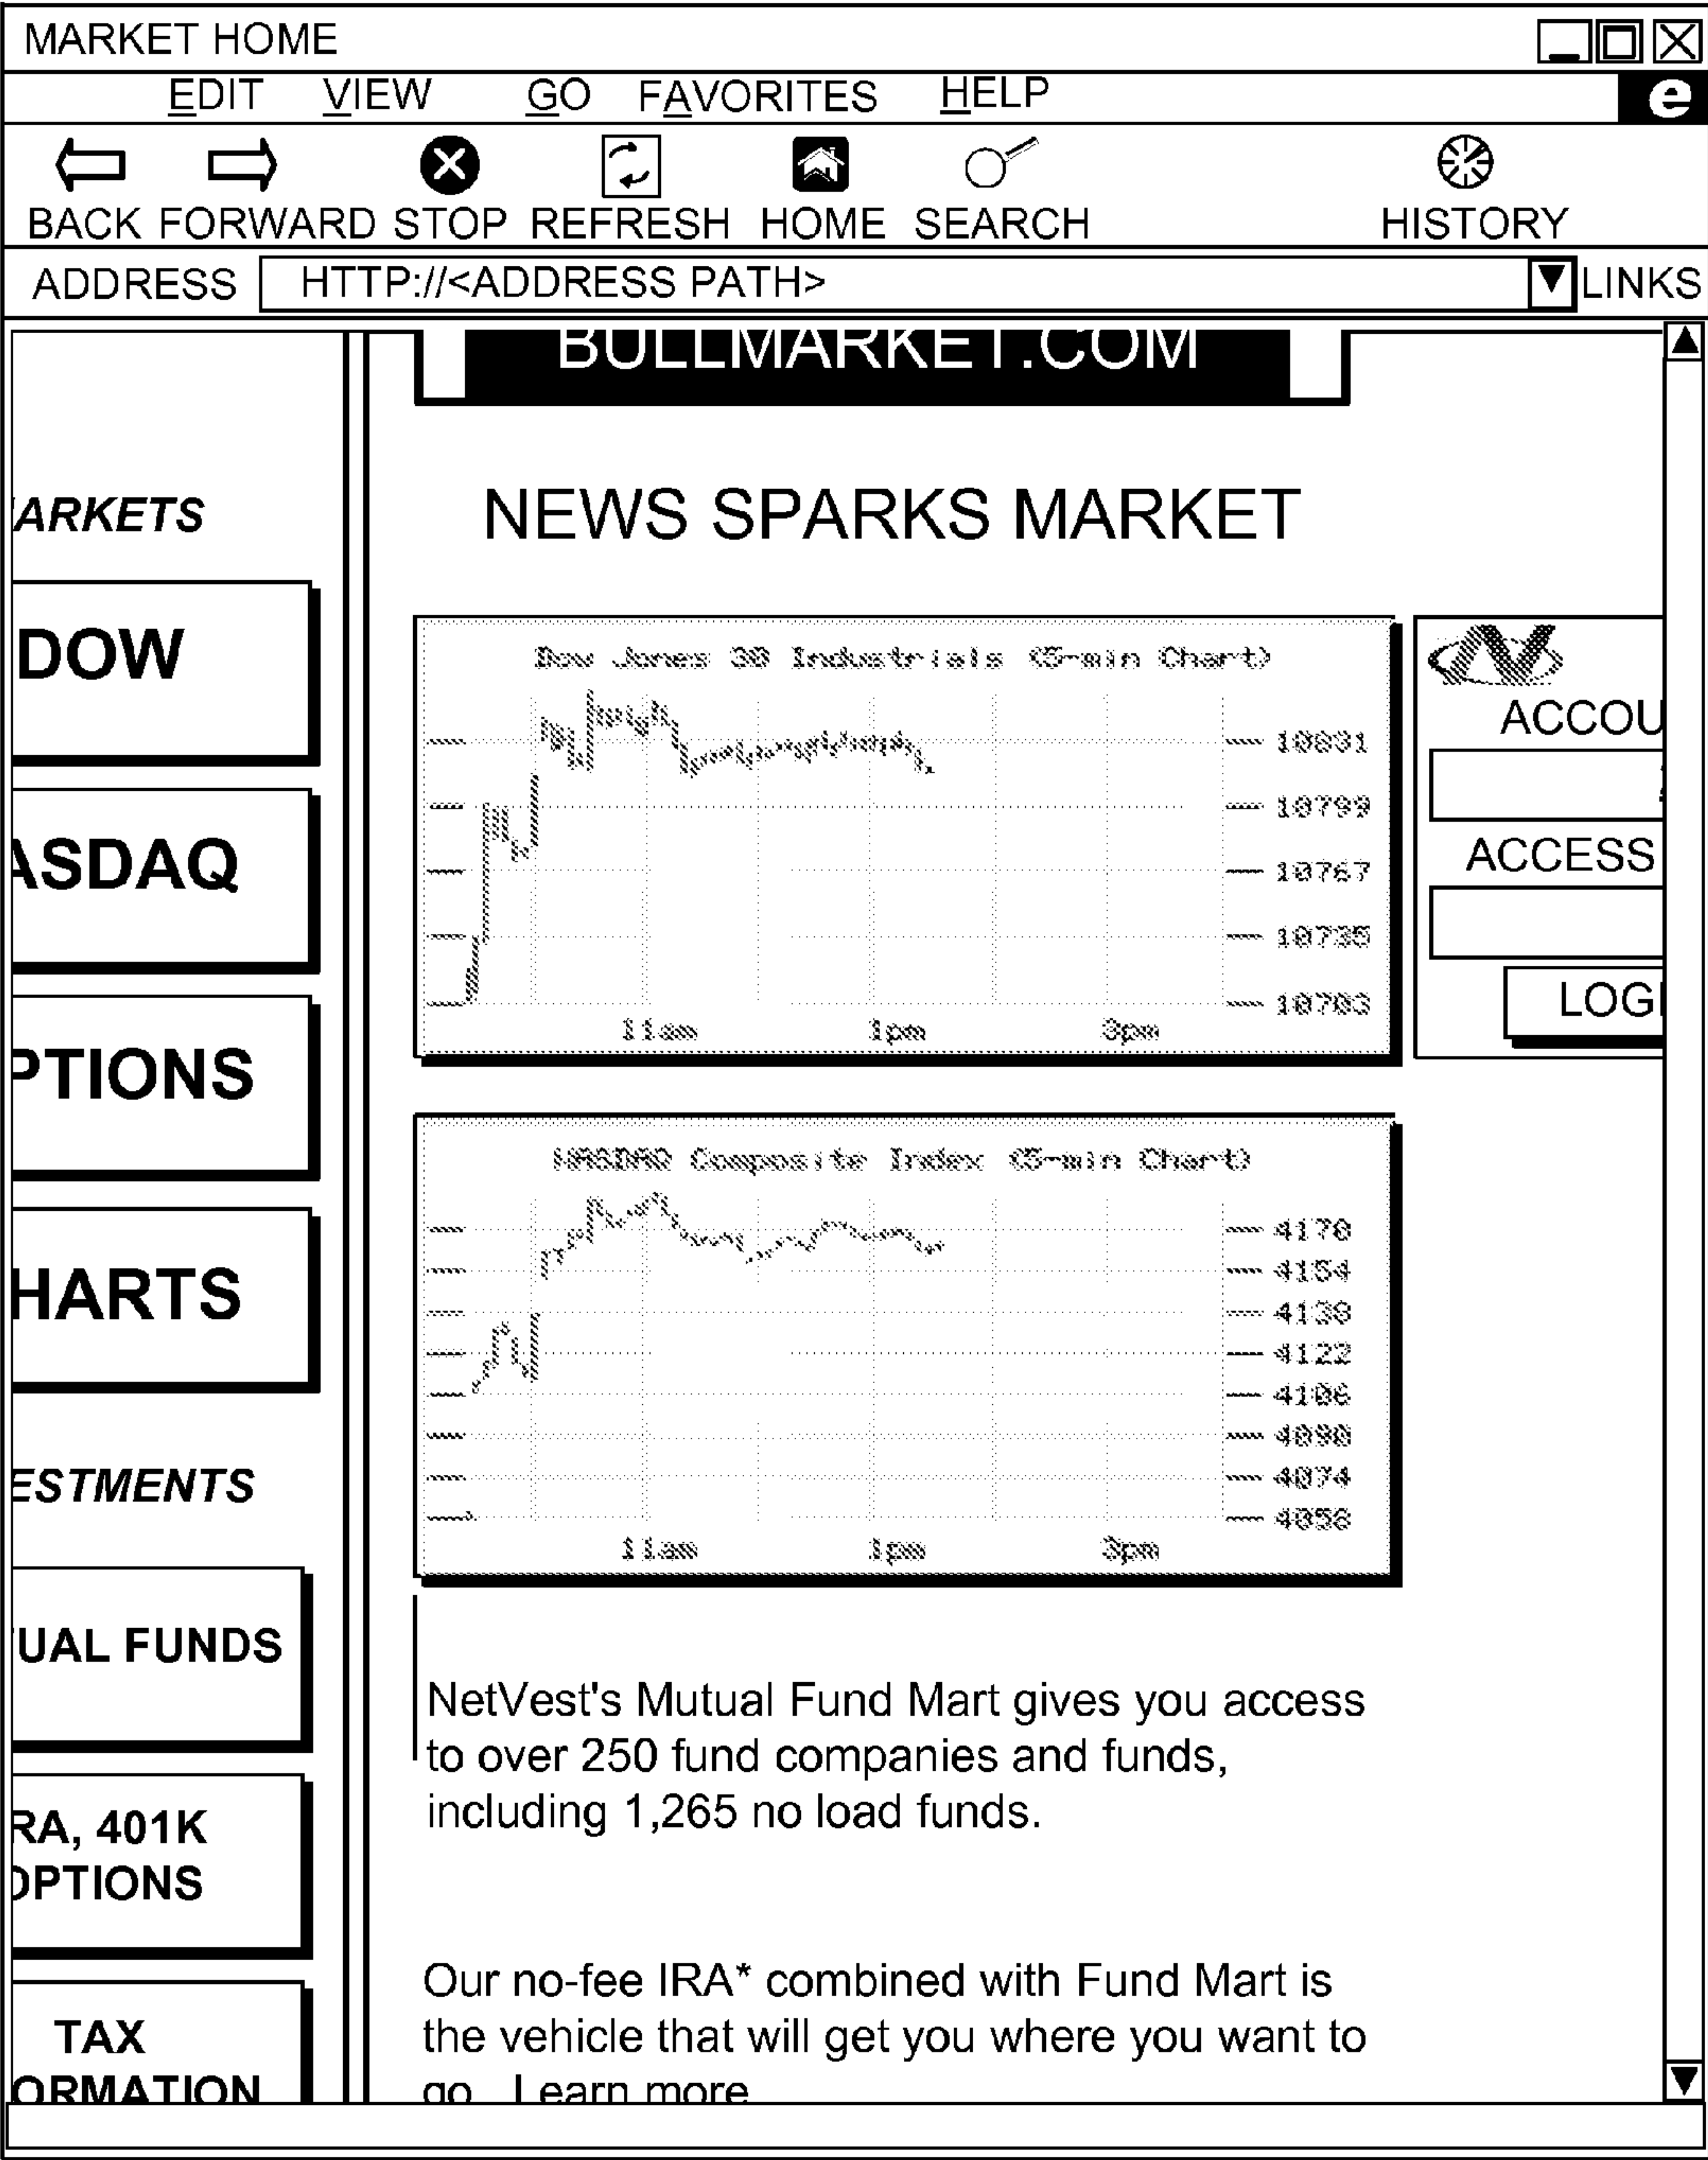 MARKET HOME
EDIT VIEW GO FAVORITES HELP
e
BACK FORWARD STOP REFRESH HOME SEARCH HISTORY
ADDRESS HTTP://<ADDRESS PATH> LINKS
BULLMARKET.COM
ARKETS
DOW
ASDAQ
PTIONS
HARTS
ESTMENTS
UAL FUNDS
RA, 401K
OPTIONS
TAX
ORMATION
NEWS SPARKS MARKET
Dow Jones 30 Industrials (5-min Chart)
10831
10799
10767
10735
10703
11am 1pm 3pm
N
ACCOU
ACCESS
LOGI
NASDAQ Composite Index (5-min Chart)
4170
4154
4138
4122
4106
4090
4074
4058
11am 1pm 3pm
NetVest's Mutual Fund Mart gives you access
to over 250 fund companies and funds,
including 1,265 no load funds.
Our no-fee IRA* combined with Fund Mart is
the vehicle that will get you where you want to
go. Learn more